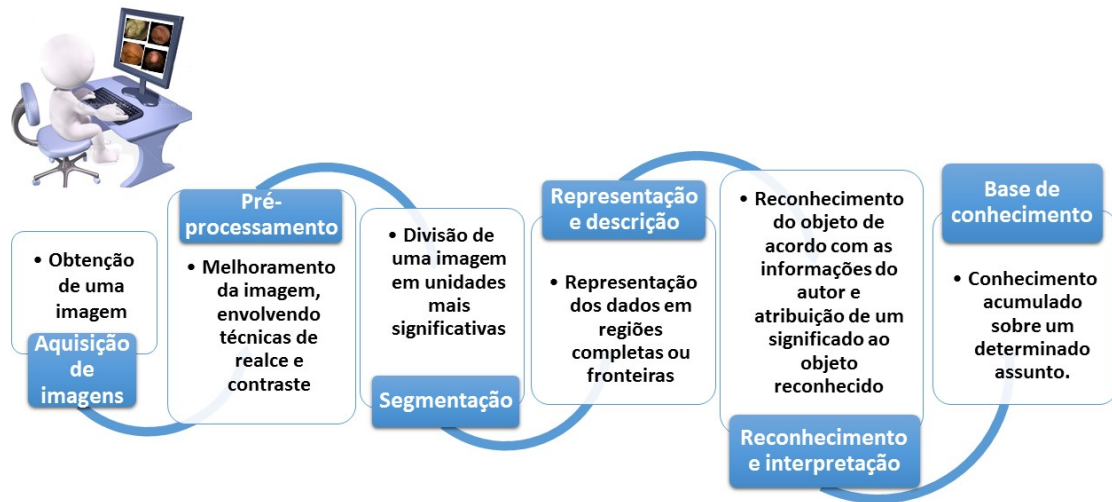 • Obtenção
de uma
imagem
Aquisição
de
imagens
Pré-
processamento
• Melhoramento
da imagem,
envolvendo
técnicas de
realce e
contraste
• Divisão de
uma imagem
em unidades
mais
significativas
Segmentação
Representação
e descrição
• Representação
dos dados em
regiões
completas ou
fronteiras
• Reconhecimento
do objeto de
acordo com as
informações do
autor e
atribuição de um
significado ao
objeto
reconhecido
Reconhecimento
e interpretação
Base de
conhecimento
• Conhecimento
acumulado
sobre um
determinado
assunto.